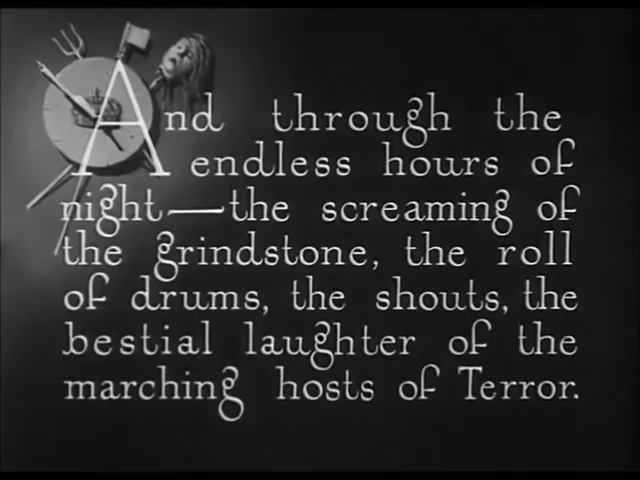 And through the
endless hours of
night—the screaming of
the grindstone, the roll
of drums, the shouts, the
bestial laughter of the
marching hosts of Terror.